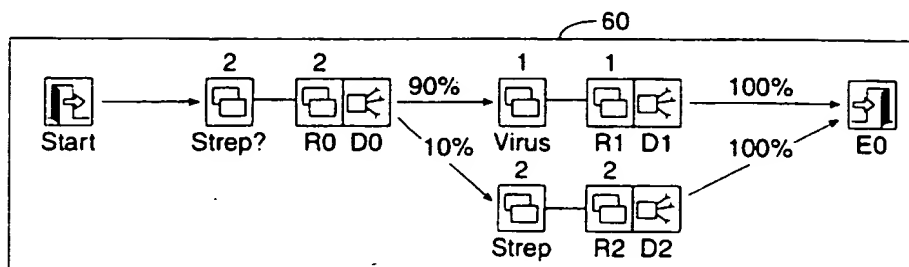 60
2 2 1 1
90% 100%
Start Strep? R0 D0 Virus R1 D1 E0
10% 100%
2 2
Strep R2 D2